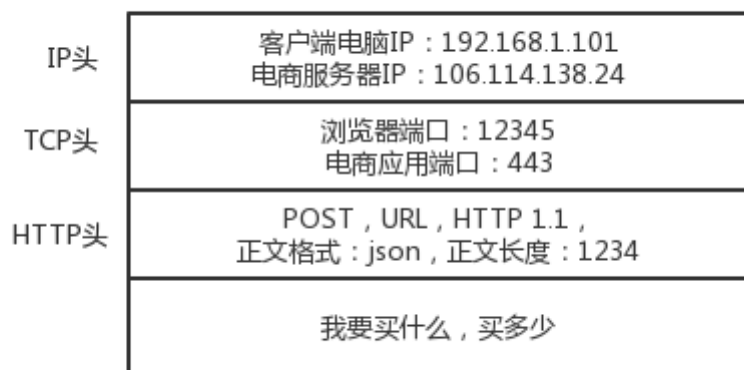 IP头
客户端电脑IP：192.168.1.101
电商服务器IP：106.114.138.24
TCP头
浏览器端口：12345
电商应用端口：443
HTTP头
POST，URL，HTTP 1.1，
正文格式：json，正文长度：1234
我要买什么，买多少